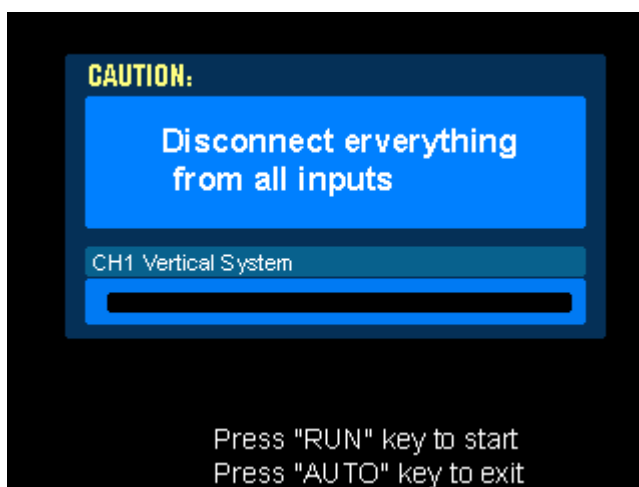 CAUTION:
Disconnect erverything
from all inputs
CH1 Vertical System
Press "RUN" key to start
Press "AUTO" key to exit